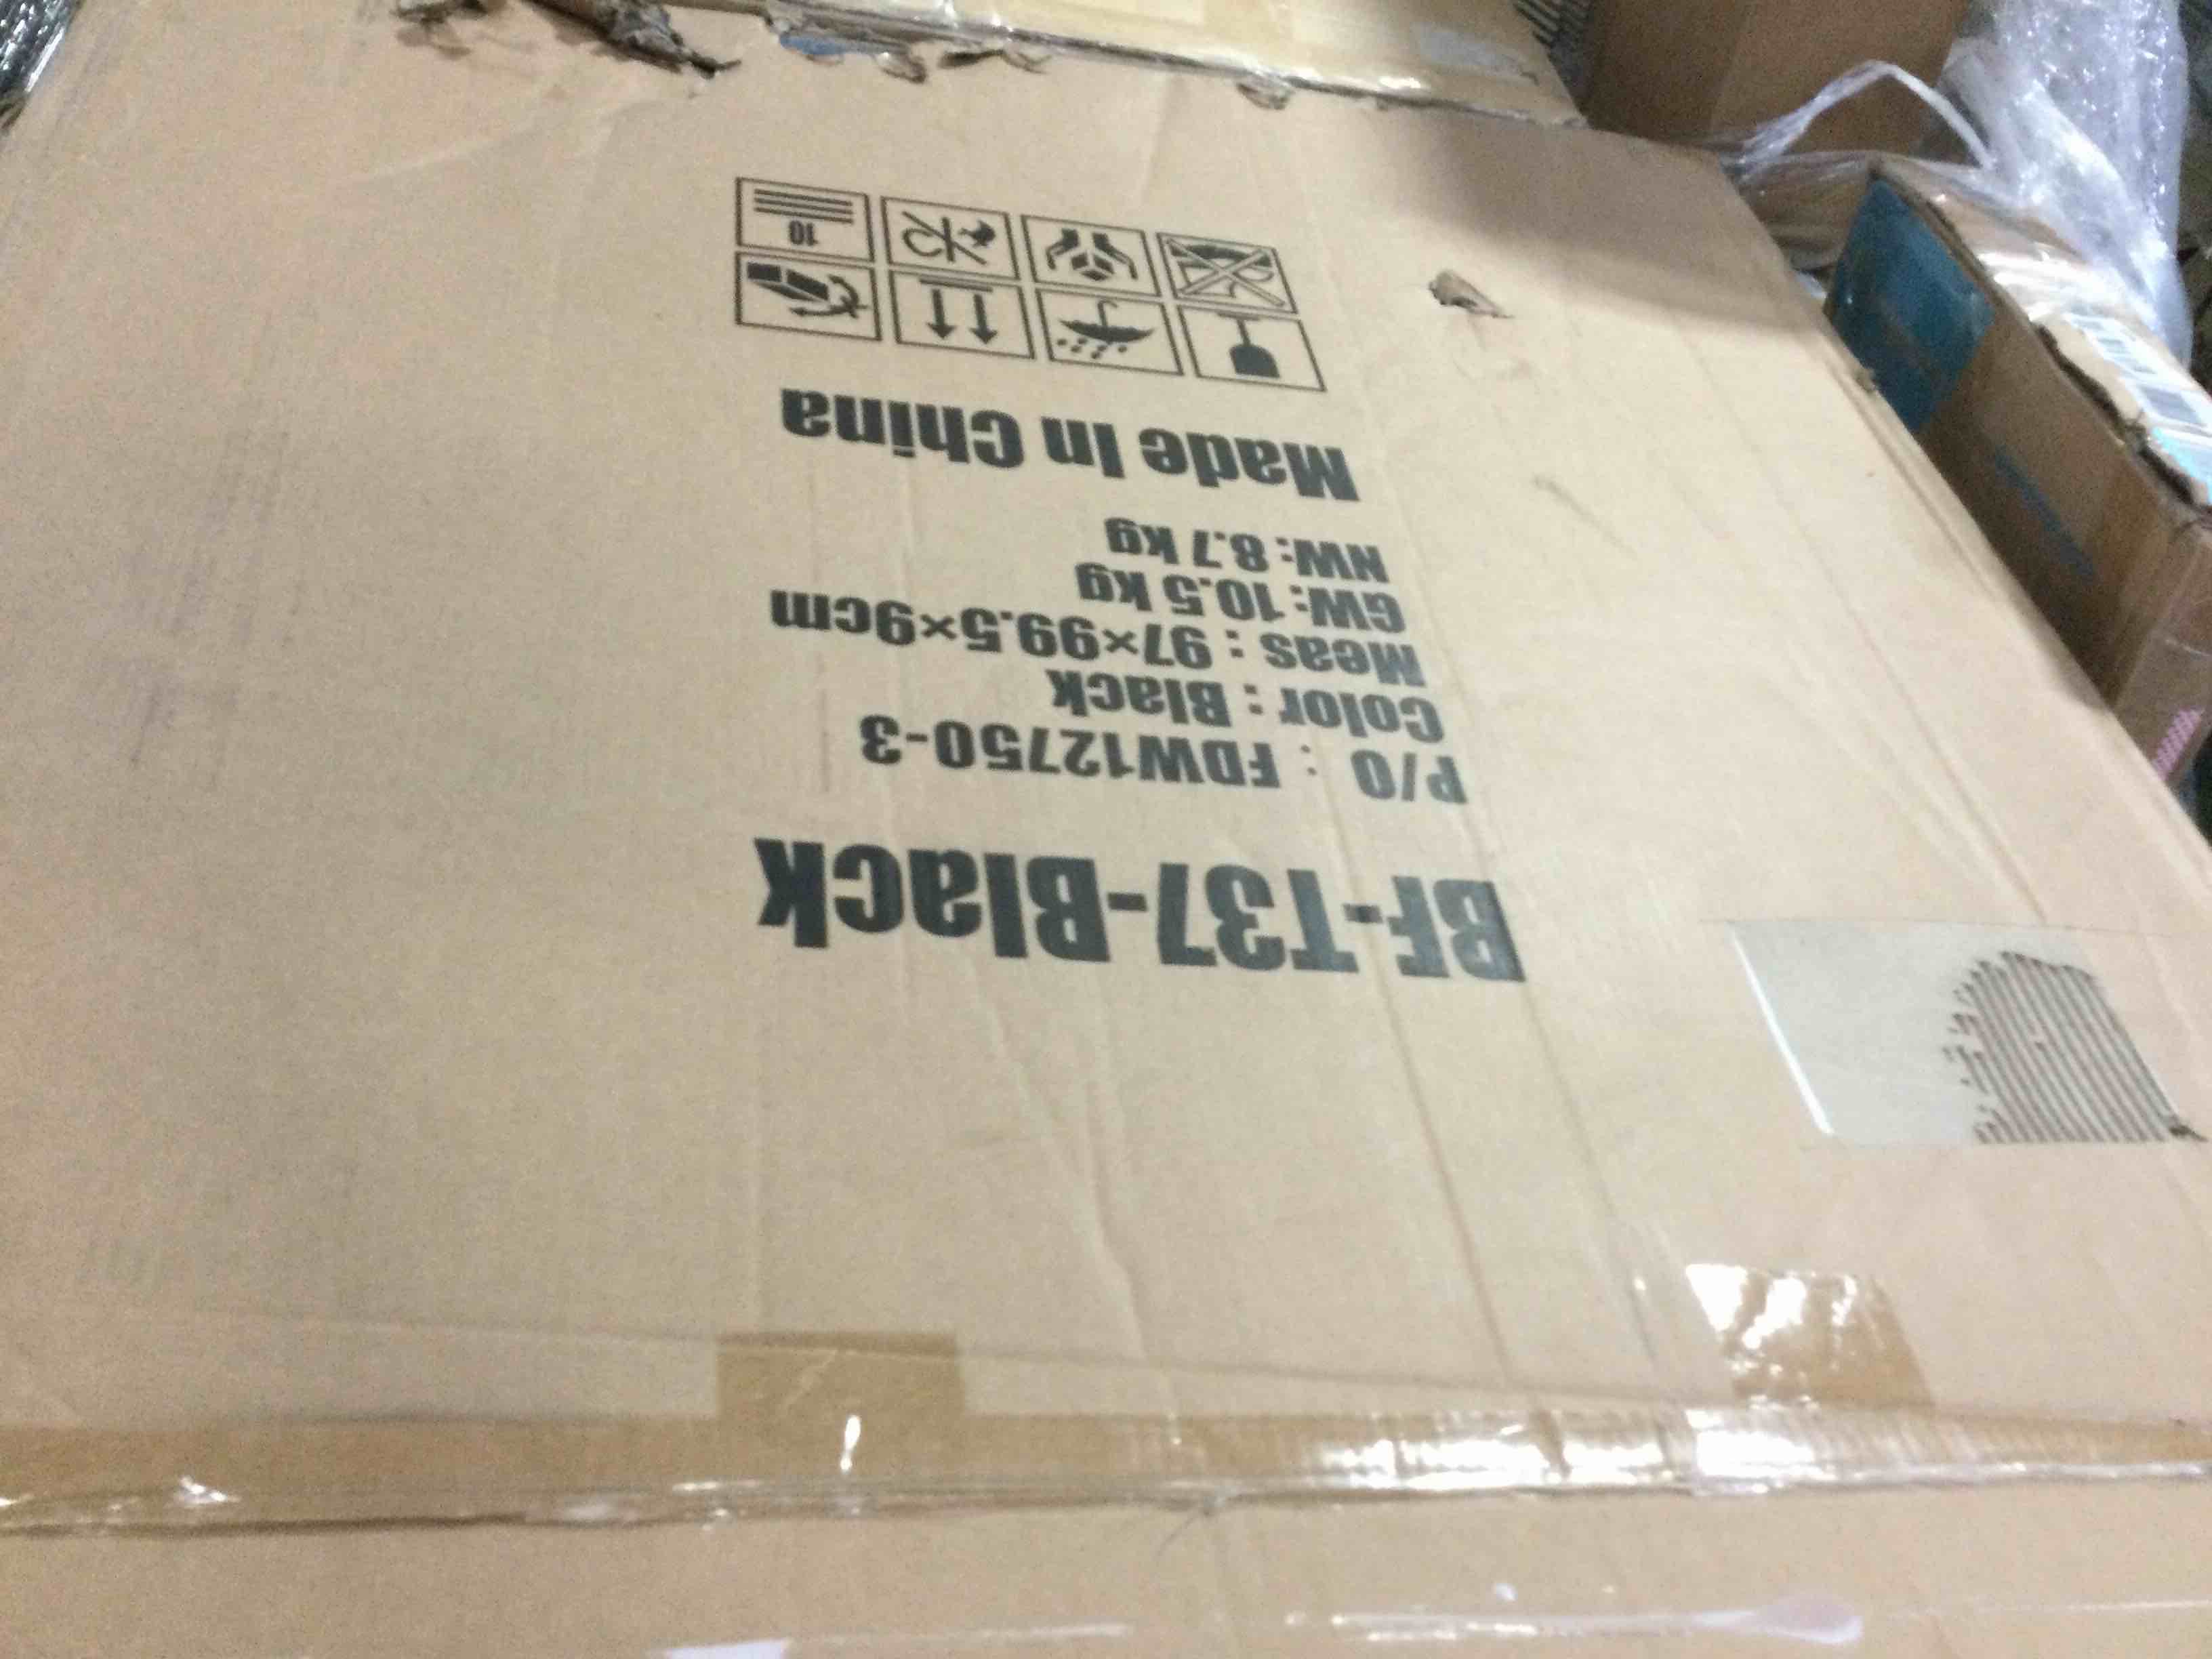 BF-T37-Black
P/O : FDW12750-3
Color : Black
Meas : 97×99.5×9cm
GW: 10.5 kg
NW: 8.7 kg
Made In China
10